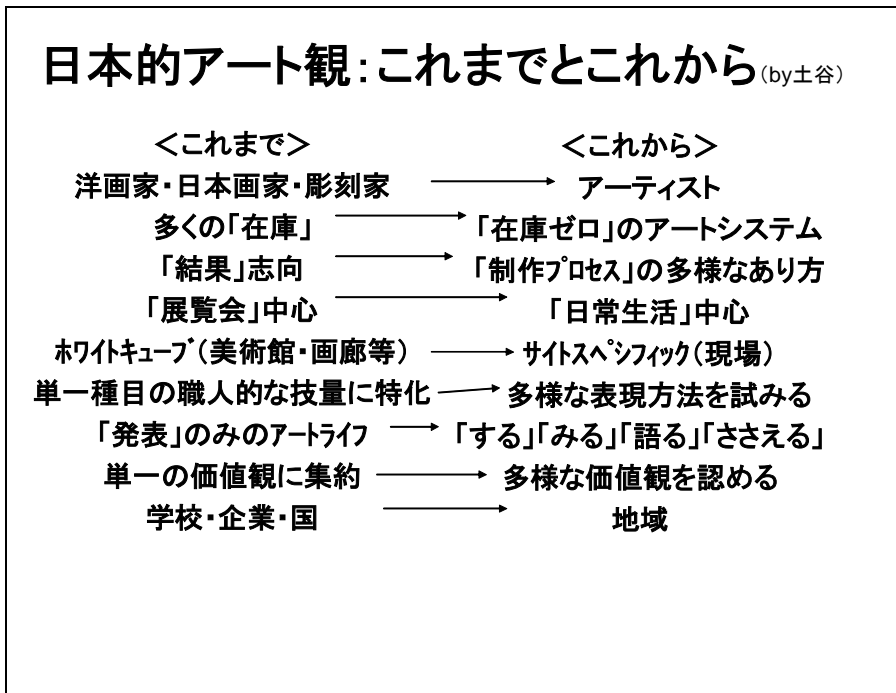 日本的アート観：これまでとこれから（by土谷）
＜これまで＞ ＜これから＞
洋画家・日本画家・彫刻家 → アーティスト
多くの「在庫」 → 「在庫ゼロ」のアートシステム
「結果」志向 → 「制作ﾌﾟﾛｾｽ」の多様なあり方
「展覧会」中心 → 「日常生活」中心
ﾎﾜｲﾄｷｭｰﾌﾞ（美術館・画廊等） → ｻｲﾄｽﾍﾟｼﾌｨｯｸ（現場）
単一種目の職人的な技量に特化 → 多様な表現方法を試みる
「発表」のみのｱｰﾄﾗｲﾌ → 「する」「みる」「語る」「ささえる」
単一の価値観に集約 → 多様な価値観を認める
学校・企業・国 → 地域